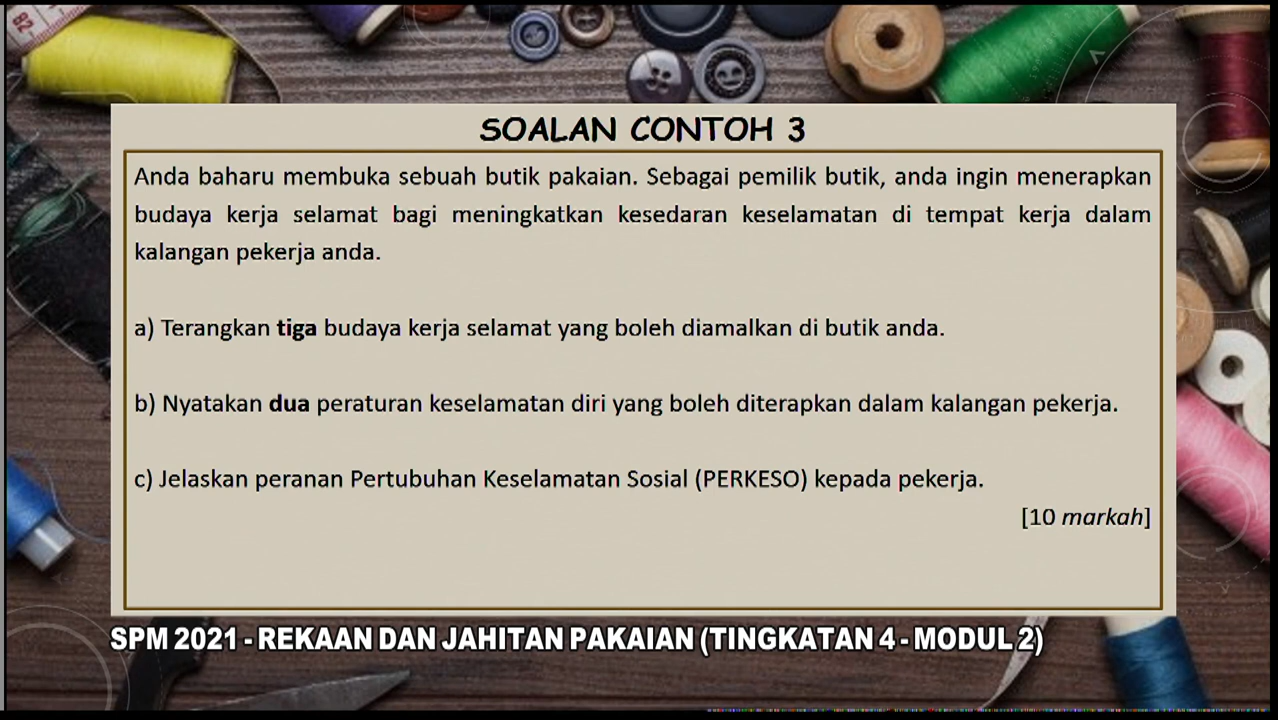 SOALAN CONTOH 3
Anda baharu membuka sebuah butik pakaian. Sebagai pemilik butik, anda ingin menerapkan
budaya kerja selamat bagi meningkatkan kesedaran keselamatan di tempat kerja dalam
kalangan pekerja anda.
a) Terangkan tiga budaya kerja selamat yang boleh diamalkan di butik anda.
b) Nyatakan dua peraturan keselamatan diri yang boleh diterapkan dalam kalangan pekerja.
c) Jelaskan peranan Pertubuhan Keselamatan Sosial (PERKESO) kepada pekerja.
[10 markah]
SPM 2021 - REKAAN DAN JAHITAN PAKAIAN (TINGKATAN 4 - MODUL 2)
82